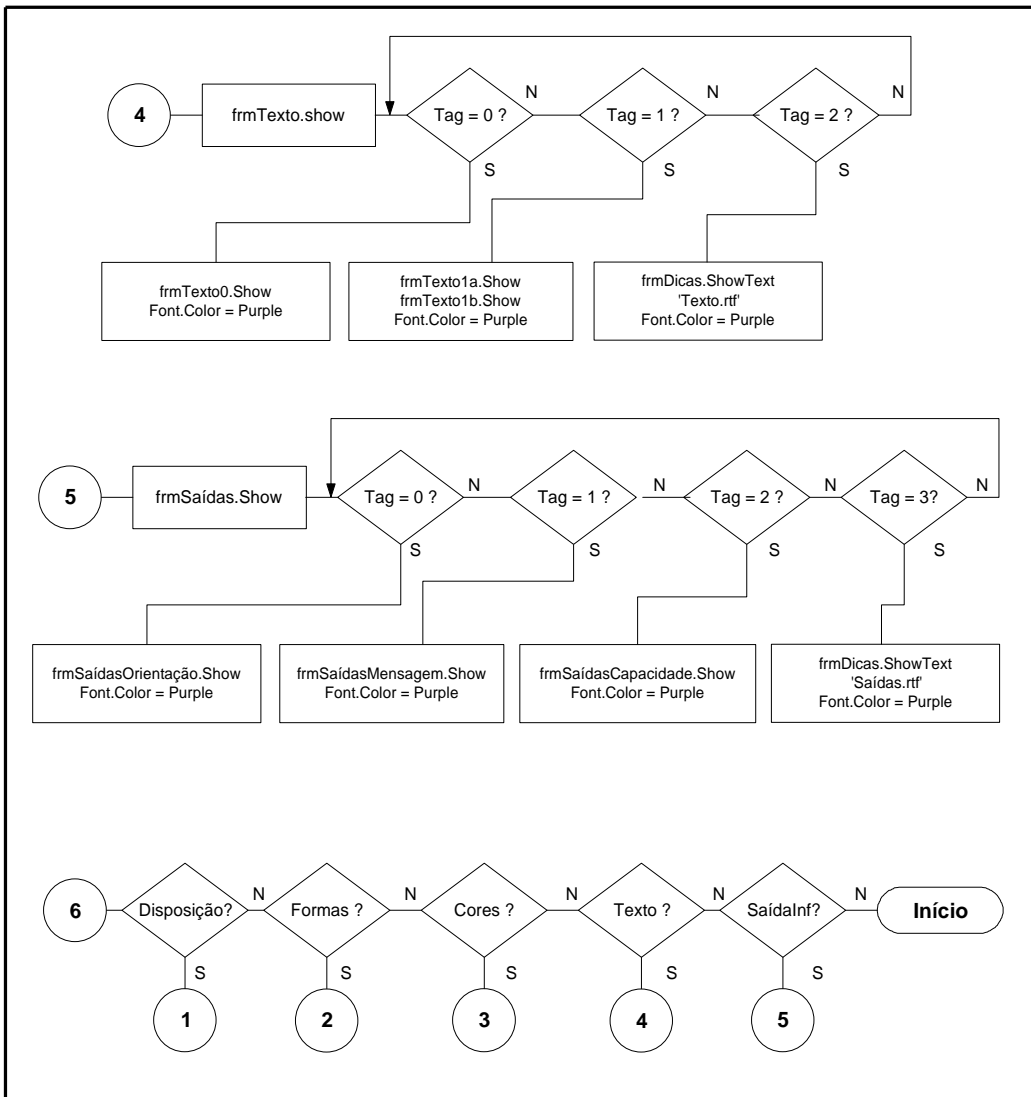 4
frmTexto.show
Tag = 0 ?
N
Tag = 1 ?
N
Tag = 2 ?
N
S
S
S
frmTexto0.Show
Font.Color = Purple
frmTexto1a.Show
frmTexto1b.Show
Font.Color = Purple
frmDicas.ShowText
'Texto.rtf'
Font.Color = Purple
5
frmSaídas.Show
Tag = 0 ?
N
Tag = 1 ?
N
Tag = 2 ?
N
Tag = 3?
N
S
S
S
S
frmSaídasOrientação.Show
Font.Color = Purple
frmSaídasMensagem.Show
Font.Color = Purple
frmSaídasCapacidade.Show
Font.Color = Purple
frmDicas.ShowText
'Saídas.rtf'
Font.Color = Purple
6
Disposição?
N
Formas ?
N
Cores ?
N
Texto ?
N
SaídaInf?
N
Início
S
S
S
S
S
1
2
3
4
5